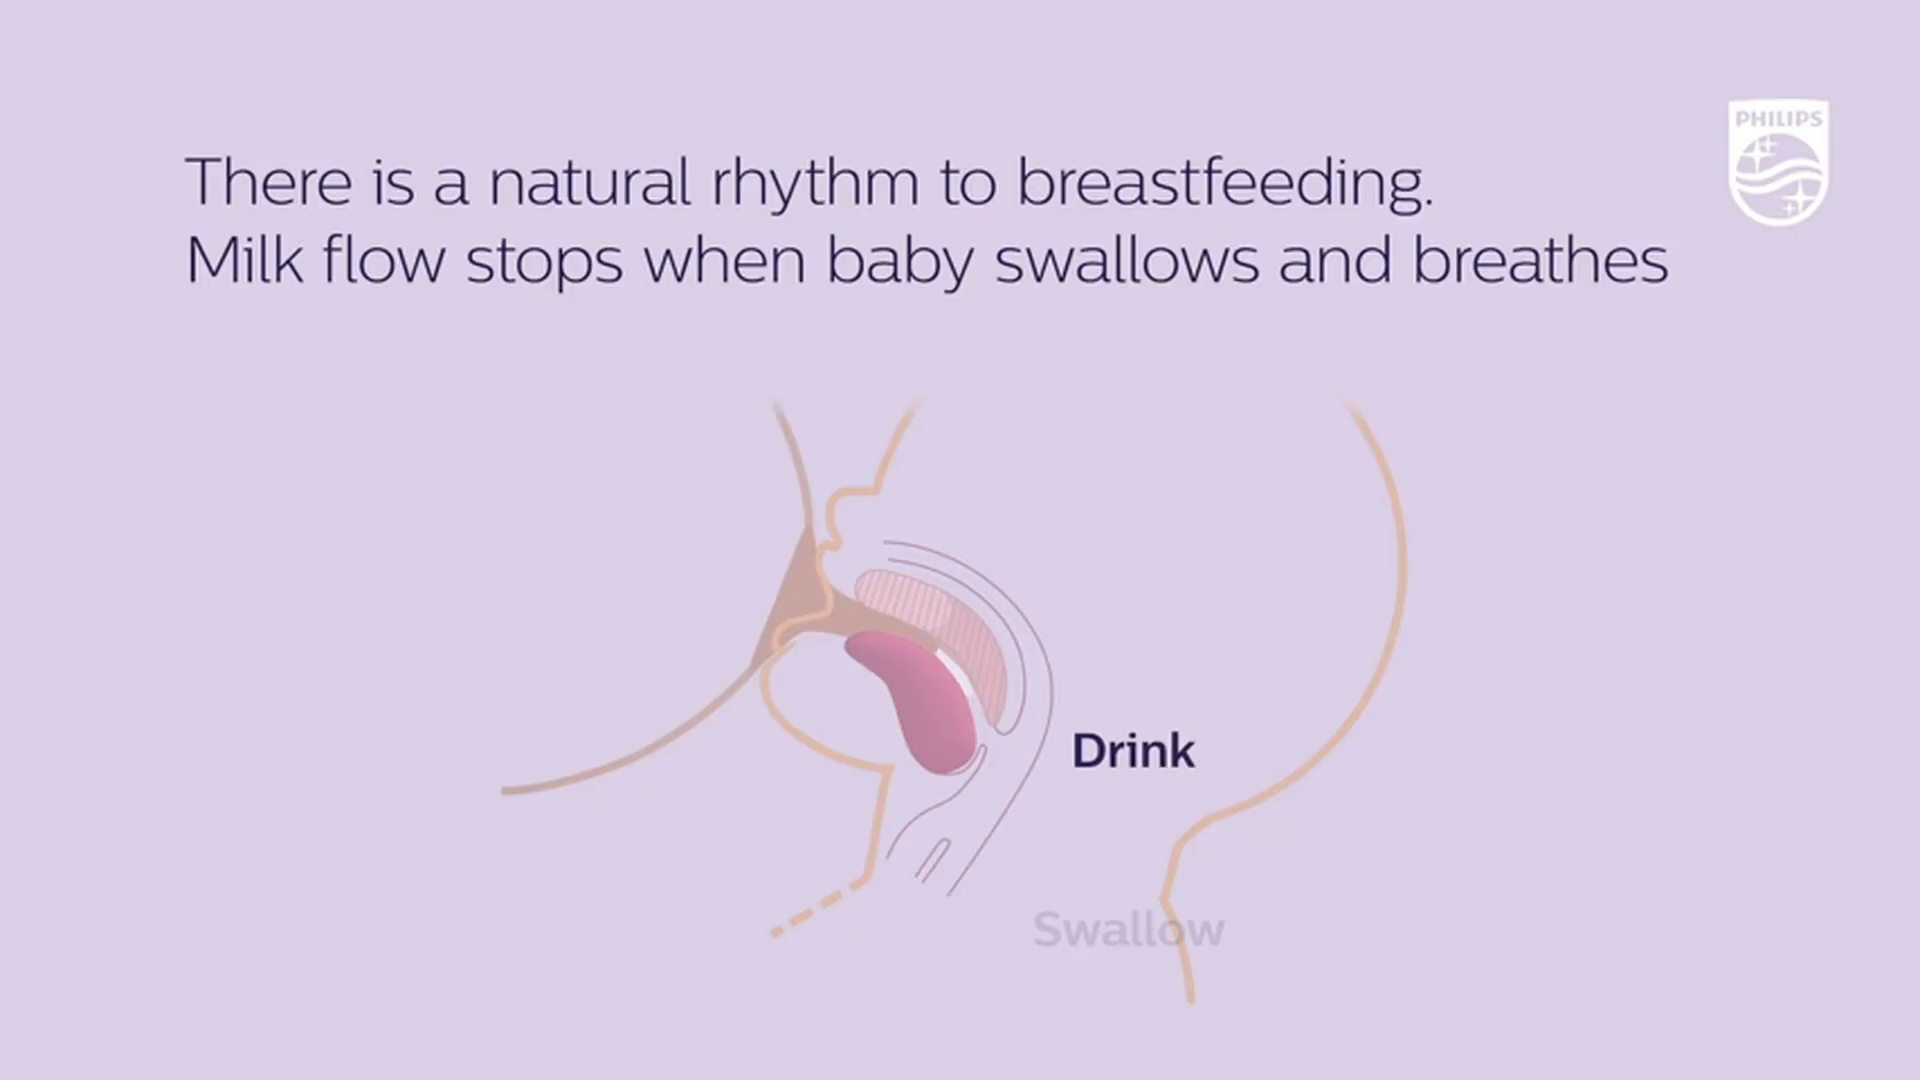 PHILIPS
There is a natural rhythm to breastfeeding.
Milk flow stops when baby swallows and breathes
Drink
Swallow